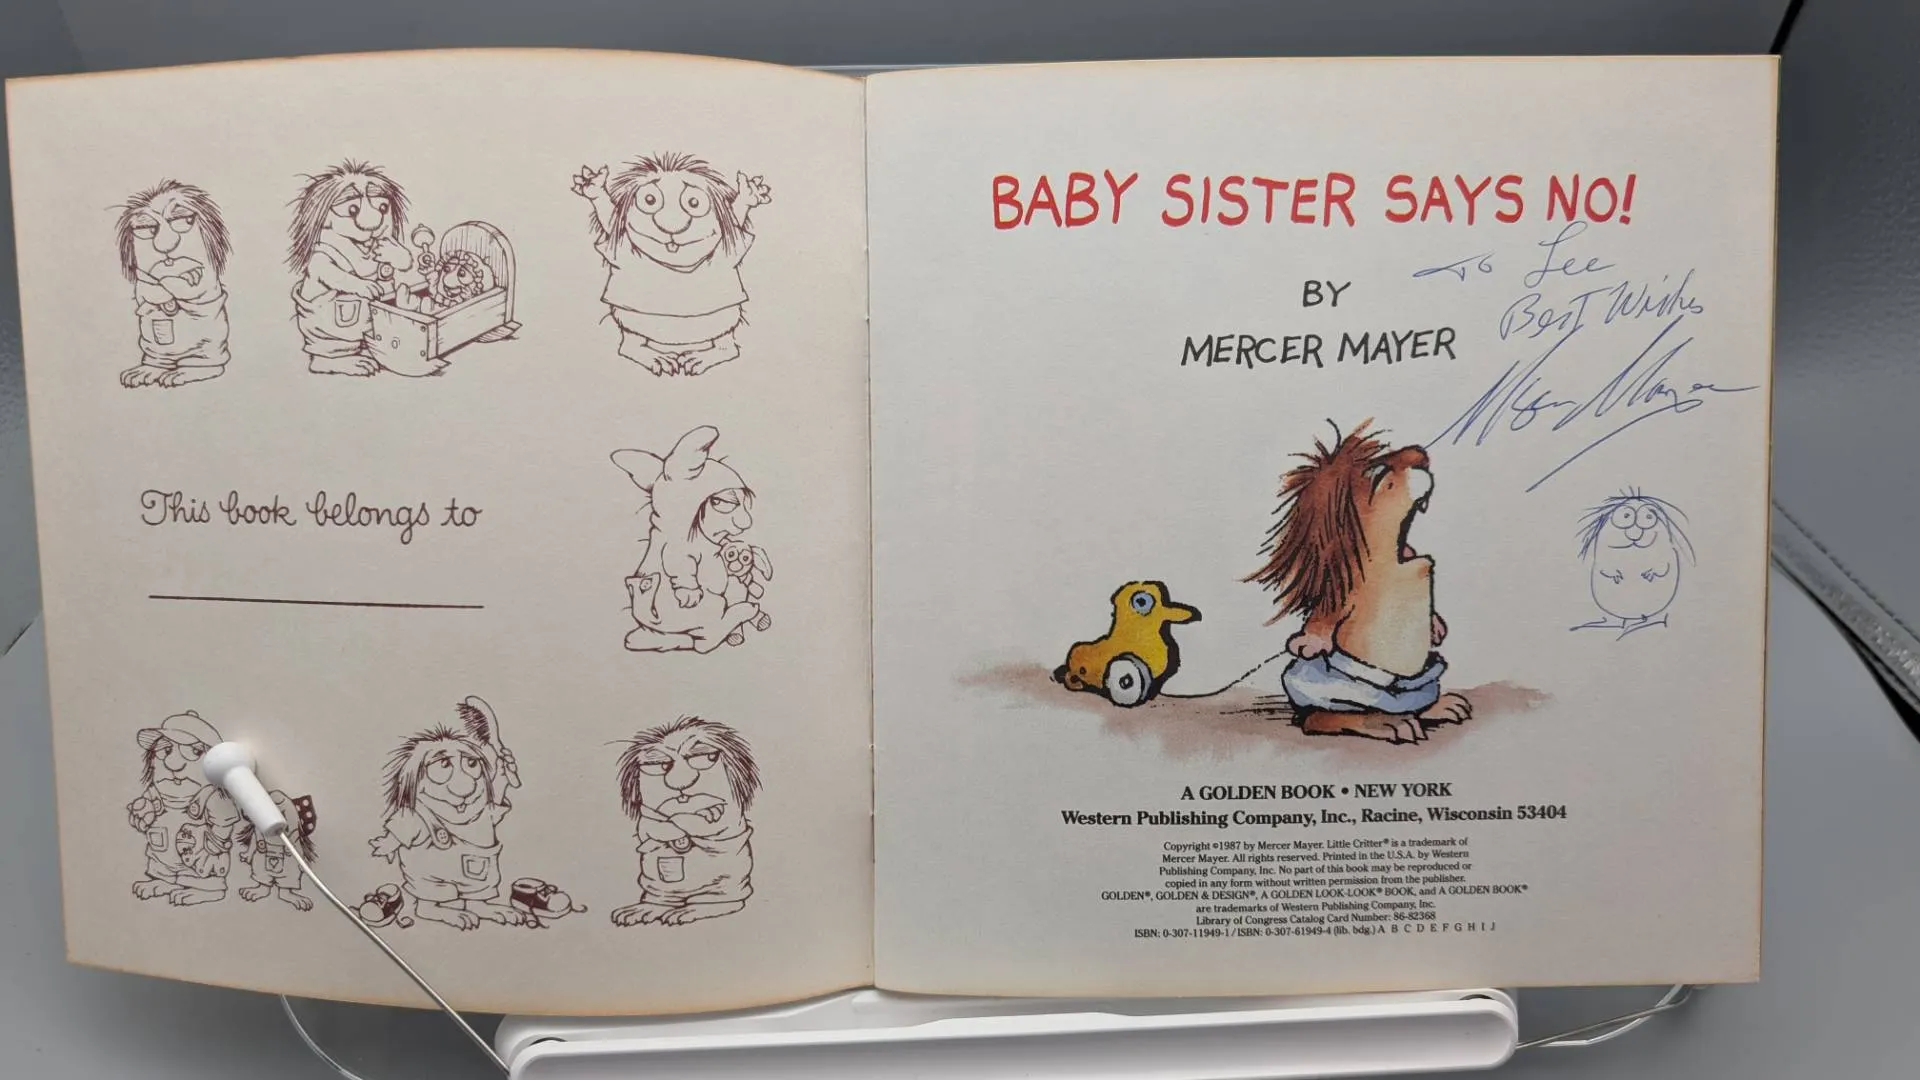 This book belongs to
BABY SISTER SAYS NO!
To Lee
Best Wishes
BY
MERCER MAYER
Mercer Mayer
A GOLDEN BOOK • NEW YORK
Western Publishing Company, Inc., Racine, Wisconsin 53404
Copyright ©1987 by Mercer Mayer. Little Critter® is a trademark of
Mercer Mayer. All rights reserved. Printed in the U.S.A. by Western
Publishing Company, Inc. No part of this book may be reproduced or
copied in any form without written permission from the publisher.
GOLDEN®, GOLDEN & DESIGN®, A GOLDEN LOOK-LOOK® BOOK, and A GOLDEN BOOK®
are trademarks of Western Publishing Company, Inc.
Library of Congress Catalog Card Number: 86-82368
ISBN: 0-307-11949-1 / ISBN: 0-307-61949-4 (lib. bdg.) A B C D E F G H I J